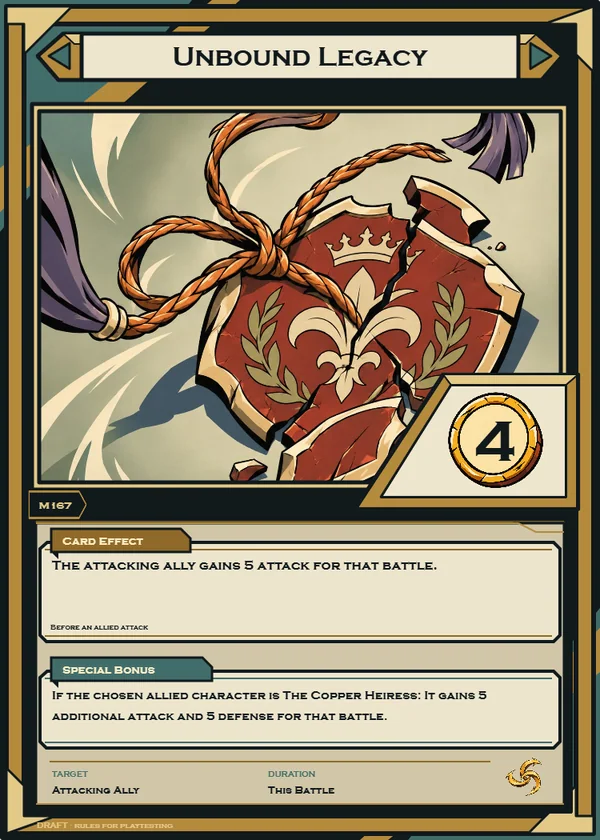 Unbound Legacy
4
M167
Card Effect
The attacking ally gains 5 attack for that battle.
Before an allied attack
Special Bonus
If the chosen allied character is The Copper Heiress: It gains 5
additional attack and 5 defense for that battle.
Target
Duration
Attacking Ally
This Battle
DRAFT · Rules for playtesting